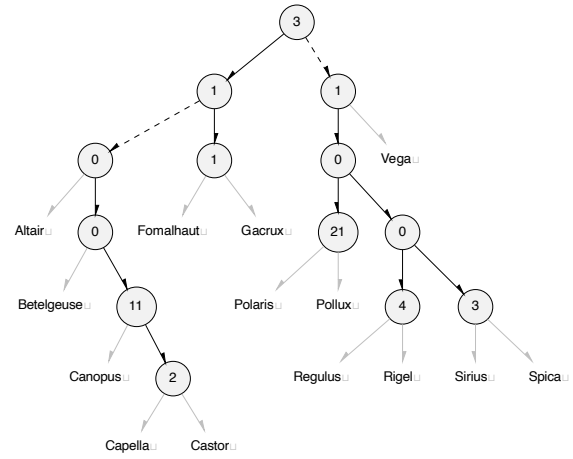 3
1 1
0 1 0 Vega␣
Altair␣ 0 Fomalhaut␣ Gacrux␣ 21 0
Betelgeuse␣ 11 Polaris␣ Pollux␣ 4 3
Canopus␣ 2 Regulus␣ Rigel␣ Sirius␣ Spica␣
Capella␣ Castor␣